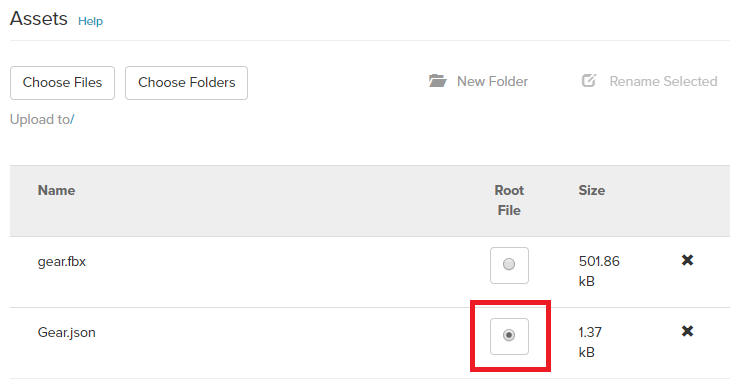 Assets Help
Choose Files Choose Folders New Folder Rename Selected
Upload to/
Name Root File Size
gear.fbx 501.86 kB
Gear.json 1.37 kB